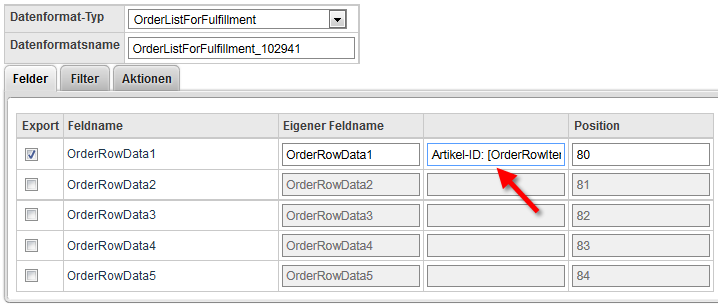 Datenformat-Typ OrderListForFulfillment
Datenformatsname OrderListForFulfillment_102941
Felder Filter Aktionen
Export Feldname Eigener Feldname Position
OrderRowData1 OrderRowData1 Artikel-ID: [OrderRowIter 80
OrderRowData2 OrderRowData2 81
OrderRowData3 OrderRowData3 82
OrderRowData4 OrderRowData4 83
OrderRowData5 OrderRowData5 84